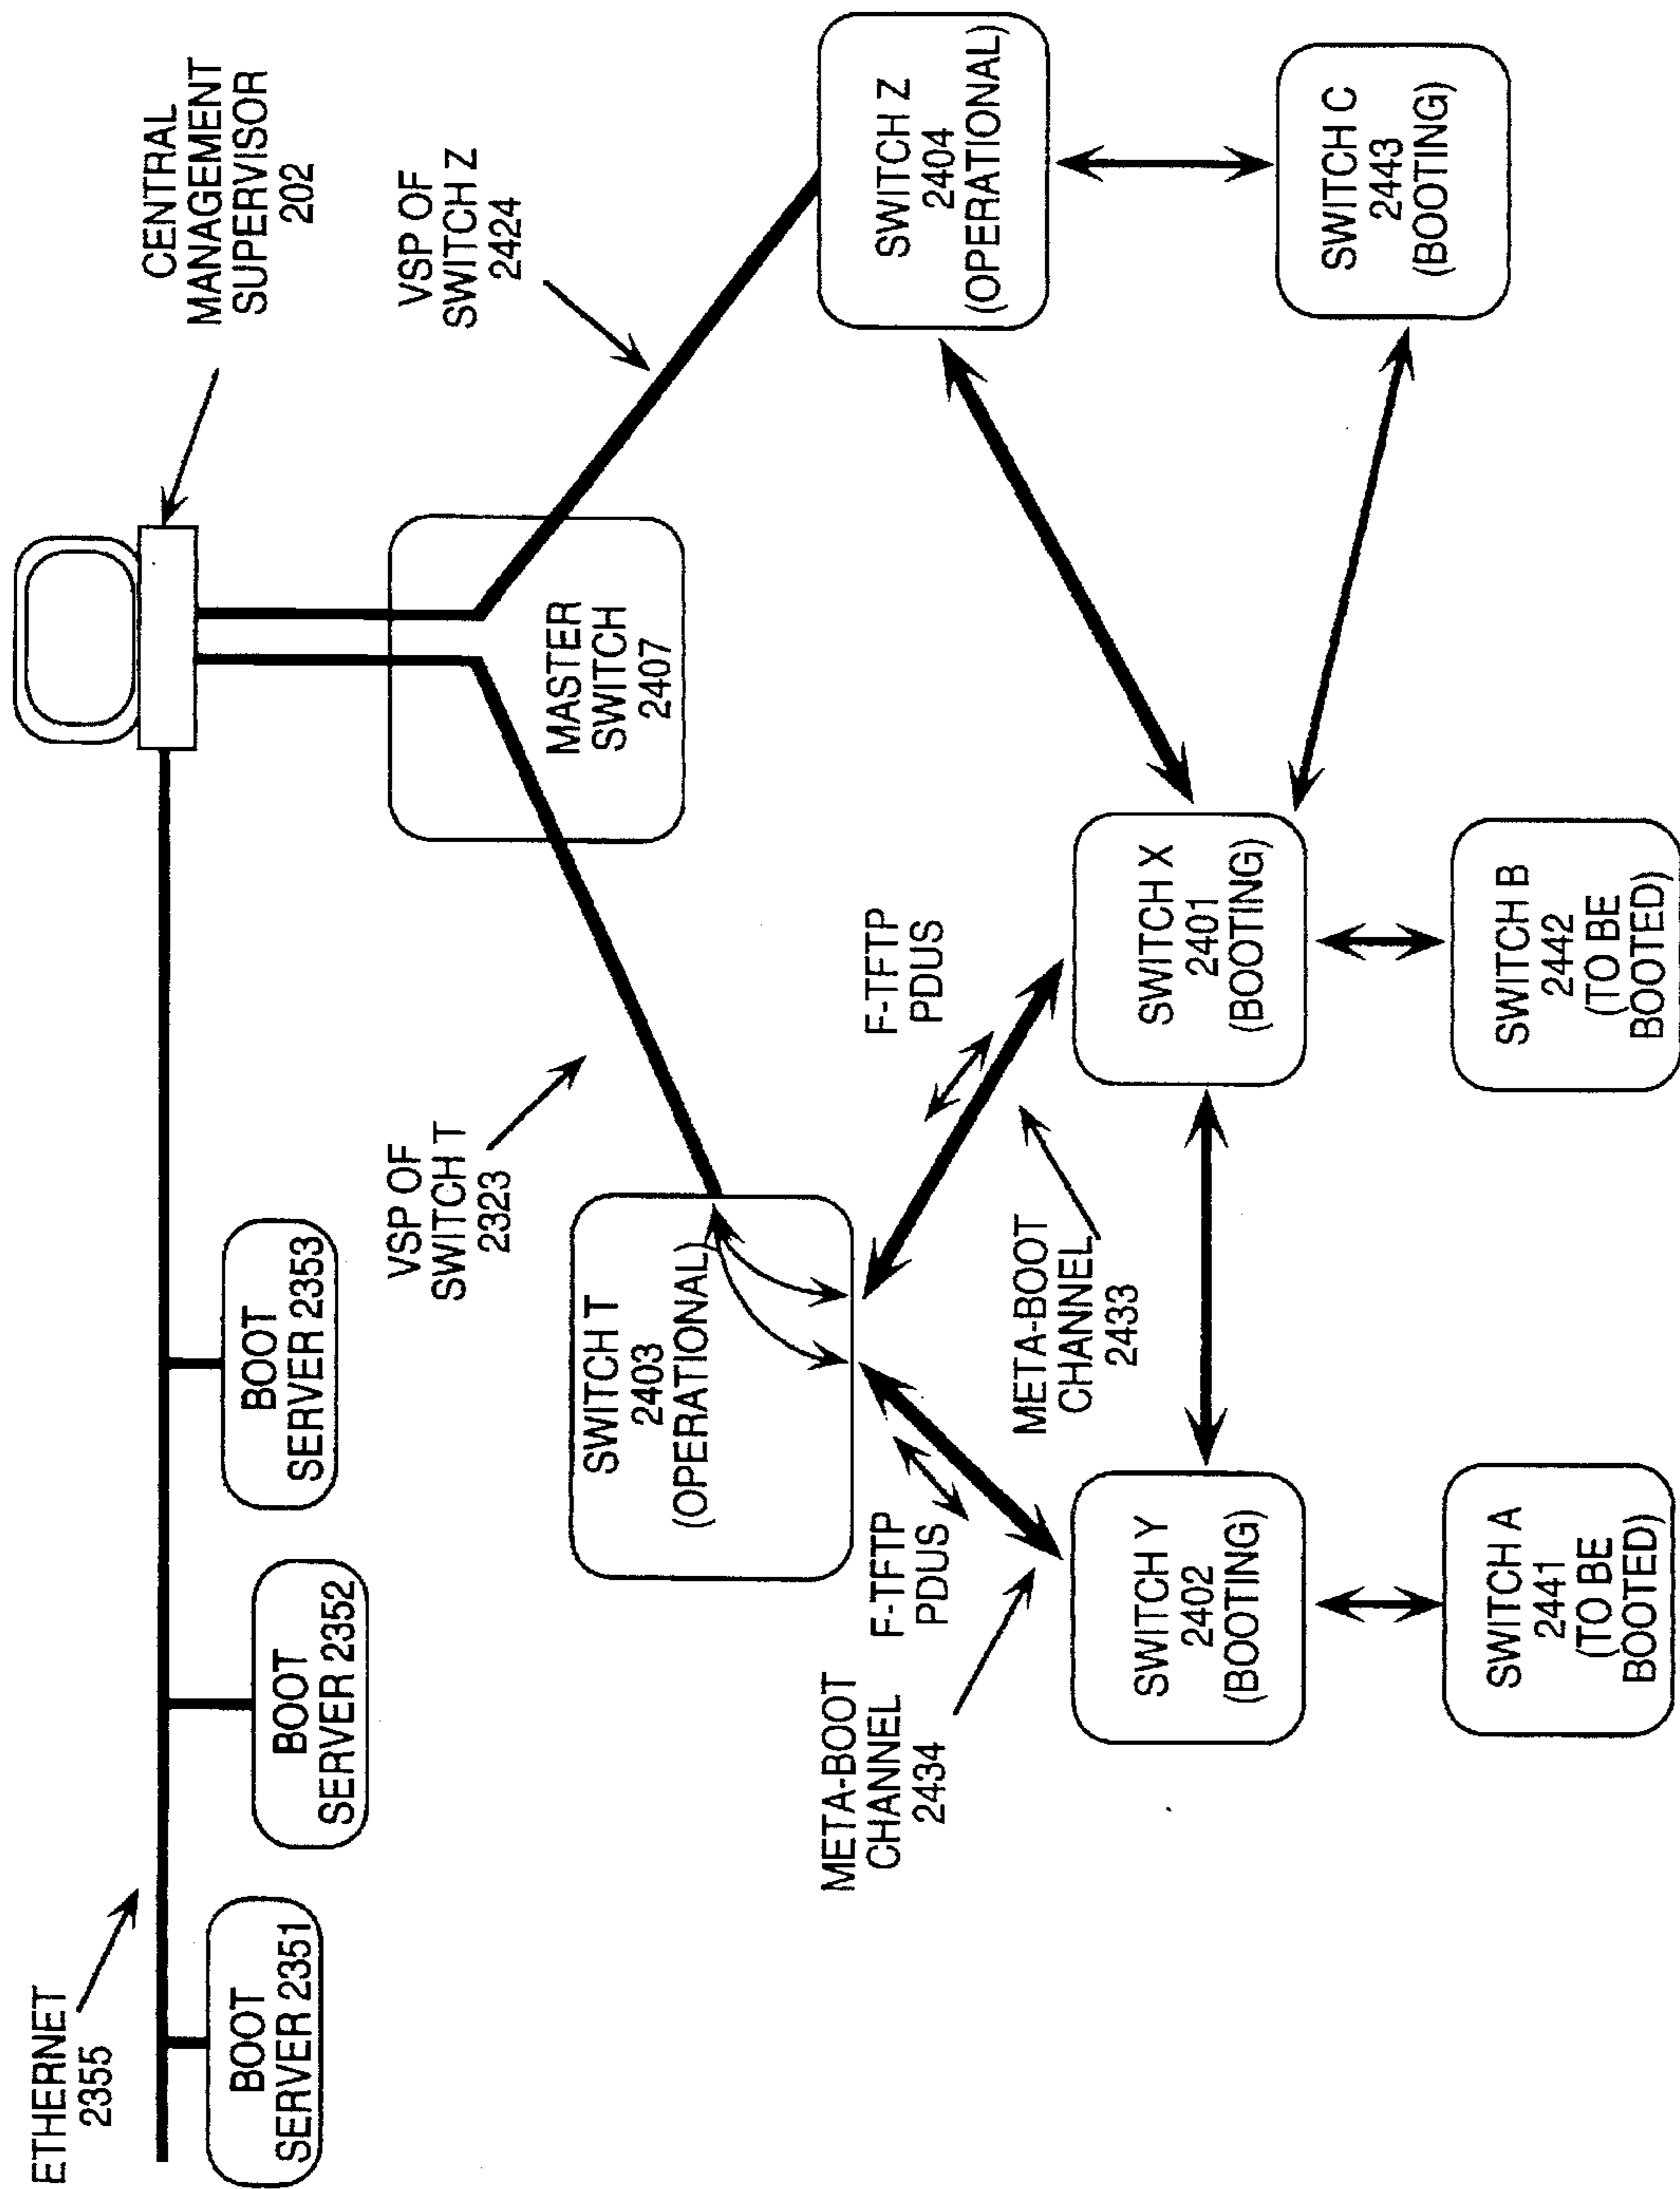 ETHERNET
2355
BOOT
SERVER 2351
BOOT
SERVER 2352
BOOT
SERVER 2353
CENTRAL
MANAGEMENT
SUPERVISOR
202
VSP OF
SWITCH T
2323
MASTER
SWITCH
2407
VSP OF
SWITCH Z
2424
SWITCH T
2403
(OPERATIONAL)
META-BOOT
CHANNEL
2434
F-TFTP
PDUS
META-BOOT
CHANNEL
2433
F-TFTP
PDUS
SWITCH Z
2404
(OPERATIONAL)
SWITCH Y
2402
(BOOTING)
SWITCH X
2401
(BOOTING)
SWITCH C
2443
(BOOTING)
SWITCH A
2441
(TO BE
BOOTED)
SWITCH B
2442
(TO BE
BOOTED)